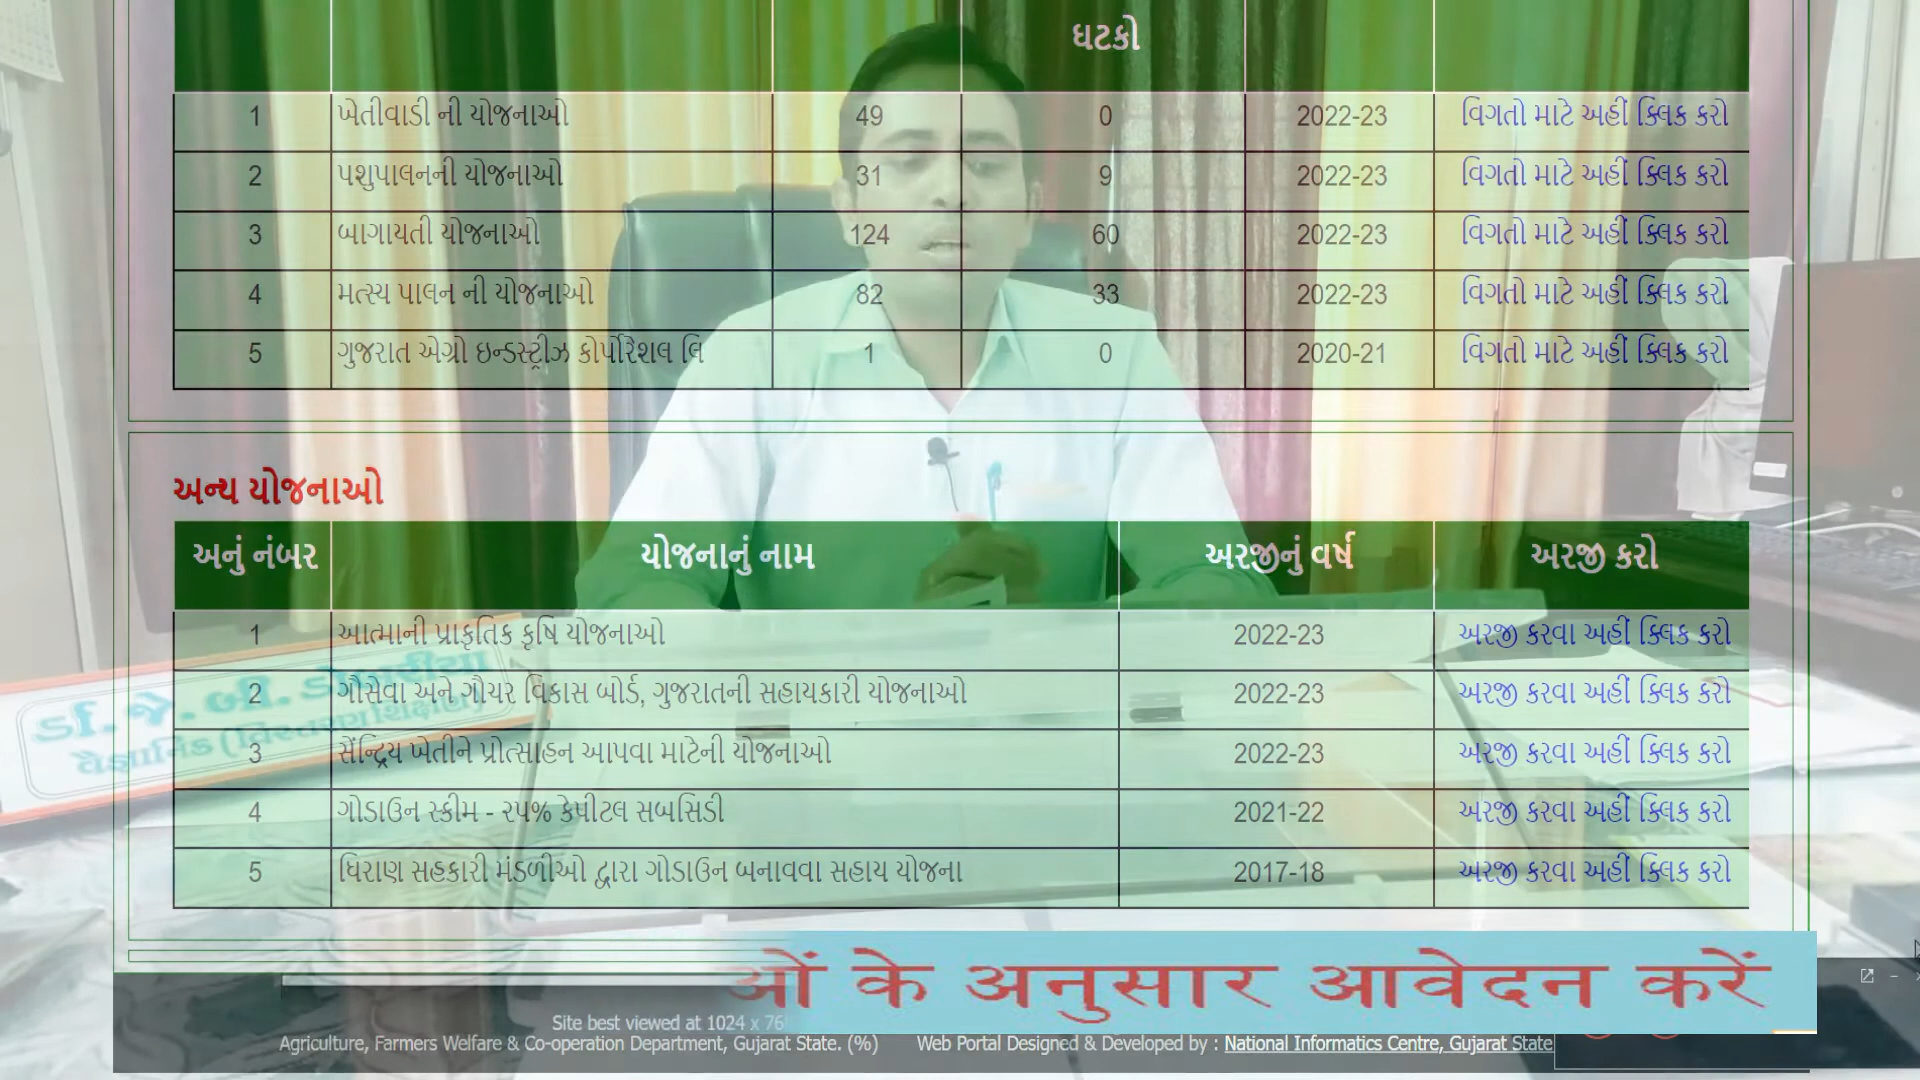 ઘટકો
1 ખેતીવાડી ની યોજનાઓ 49 0 2022-23 વિગતો માટે અહીં ક્લિક કરો
2 પશુપાલનની યોજનાઓ 31 9 2022-23 વિગતો માટે અહીં ક્લિક કરો
3 બાગાયતી યોજનાઓ 124 60 2022-23 વિગતો માટે અહીં ક્લિક કરો
4 મત્સ્ય પાલન ની યોજનાઓ 82 33 2022-23 વિગતો માટે અહીં ક્લિક કરો
5 ગુજરાત એગ્રો ઇન્ડસ્ટ્રીઝ કોર્પોરેશલ લિ 1 0 2020-21 વિગતો માટે અહીં ક્લિક કરો
અન્ય યોજનાઓ
અનું નંબર યોજનાનું નામ અરજીનું વર્ષ અરજી કરો
1 આત્માની પ્રાકૃતિક કૃષિ યોજનાઓ 2022-23 અરજી કરવા અહીં ક્લિક કરો
2 ગૌસેવા અને ગૌચર વિકાસ બોર્ડ, ગુજરાતની સહાયકારી યોજનાઓ 2022-23 અરજી કરવા અહીં ક્લિક કરો
3 સેંન્દ્રિય ખેતીને પ્રોત્સાહન આપવા માટેની યોજનાઓ 2022-23 અરજી કરવા અહીં ક્લિક કરો
4 ગોડાઉન સ્કીમ - ૨૫% કેપીટલ સબસિડી 2021-22 અરજી કરવા અહીં ક્લિક કરો
5 ધિરાણ સહકારી મંડળીઓ દ્વારા ગોડાઉન બનાવવા સહાય યોજના 2017-18 અરજી કરવા અહીં ક્લિક કરો
ડૉ. જે. બી.
વૈજ્ઞાનિક (વિસ્તરણ શિક્ષણ)
ओं के अनुसार आवेदन करें
Site best viewed at 1024 x
Agriculture, Farmers Welfare & Co-operation Department, Gujarat State. (%) Web Portal Designed & Developed by : National Informatics Centre, Gujarat State